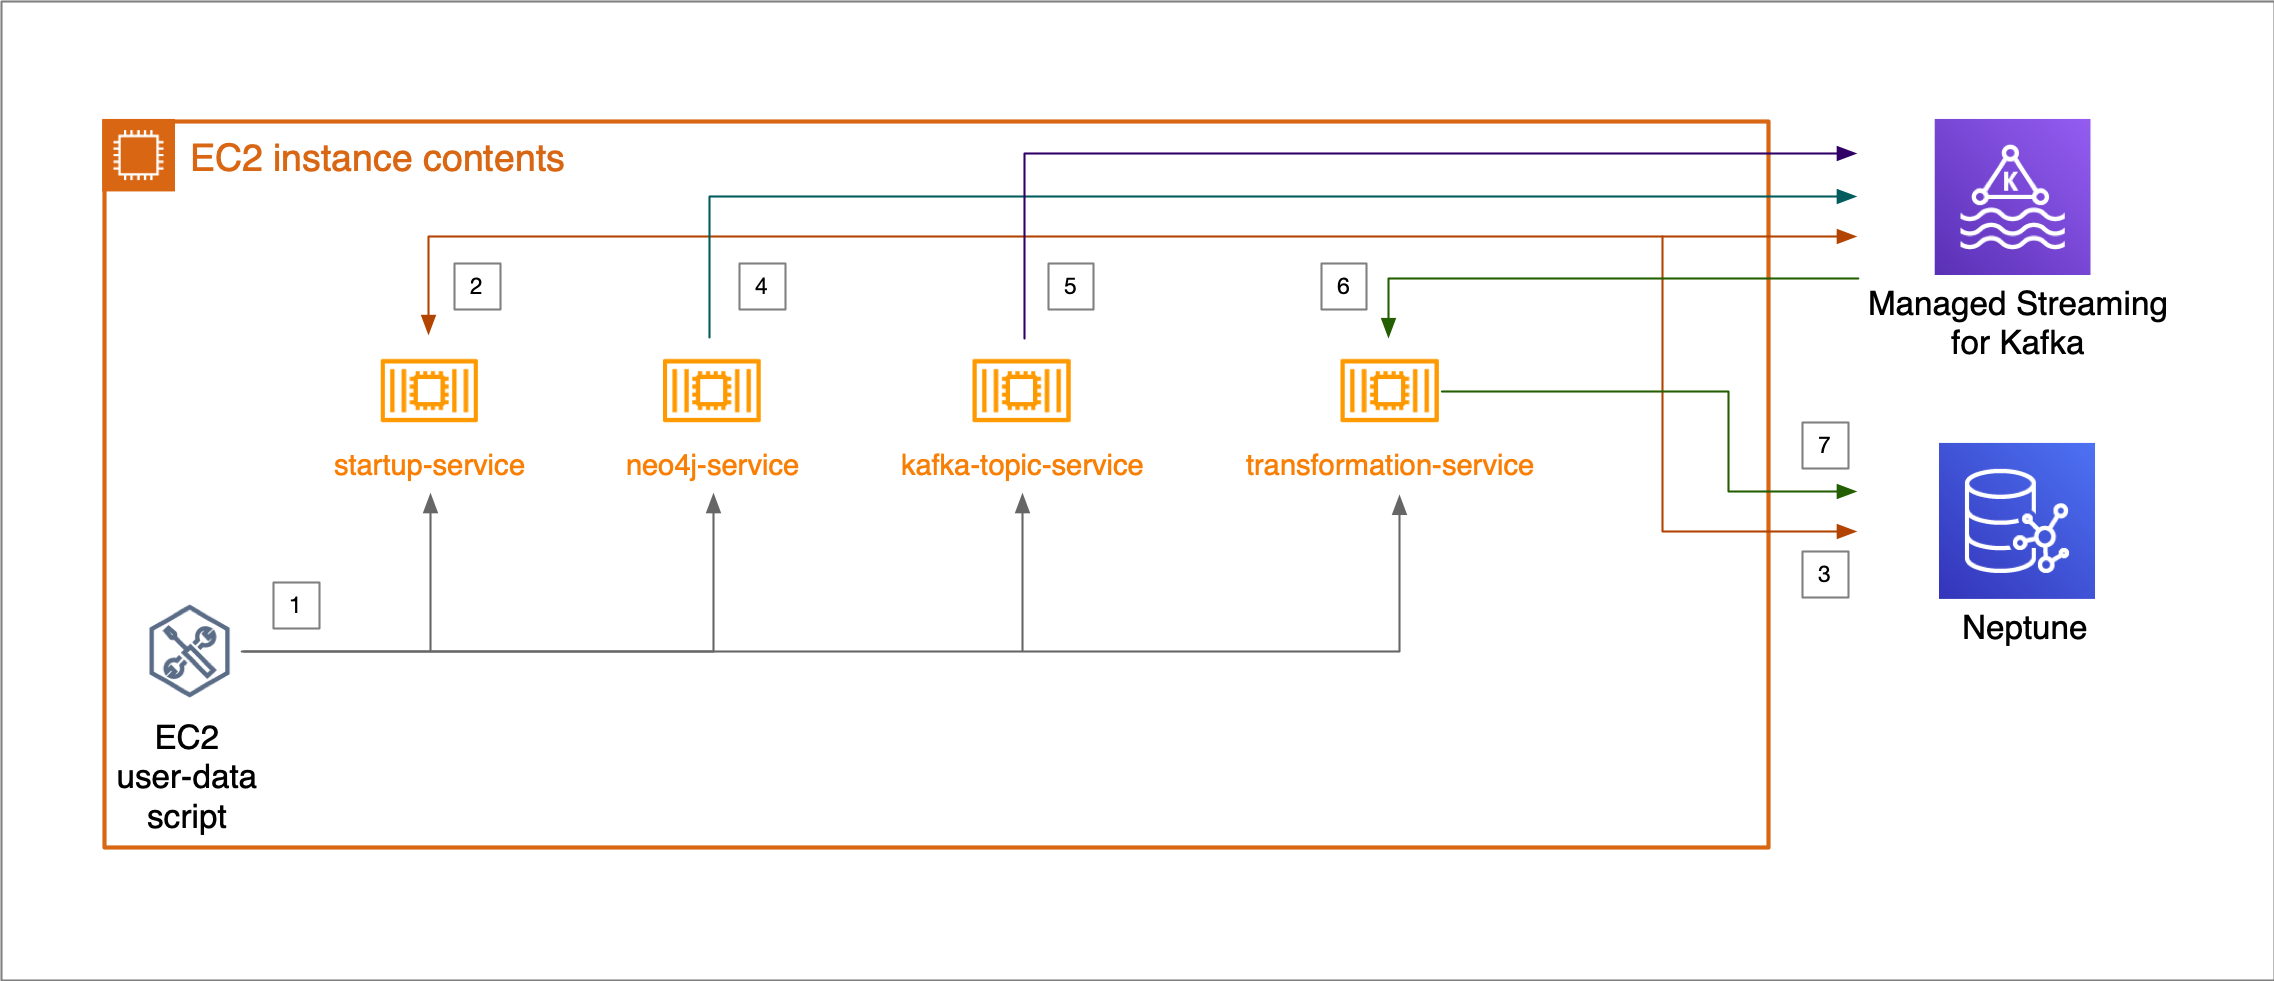 EC2 instance contents
K
2
4
5
6
Managed Streaming
for Kafka
startup-service
neo4j-service
kafka-topic-service
transformation-service
7
3
Neptune
1
EC2
user-data
script